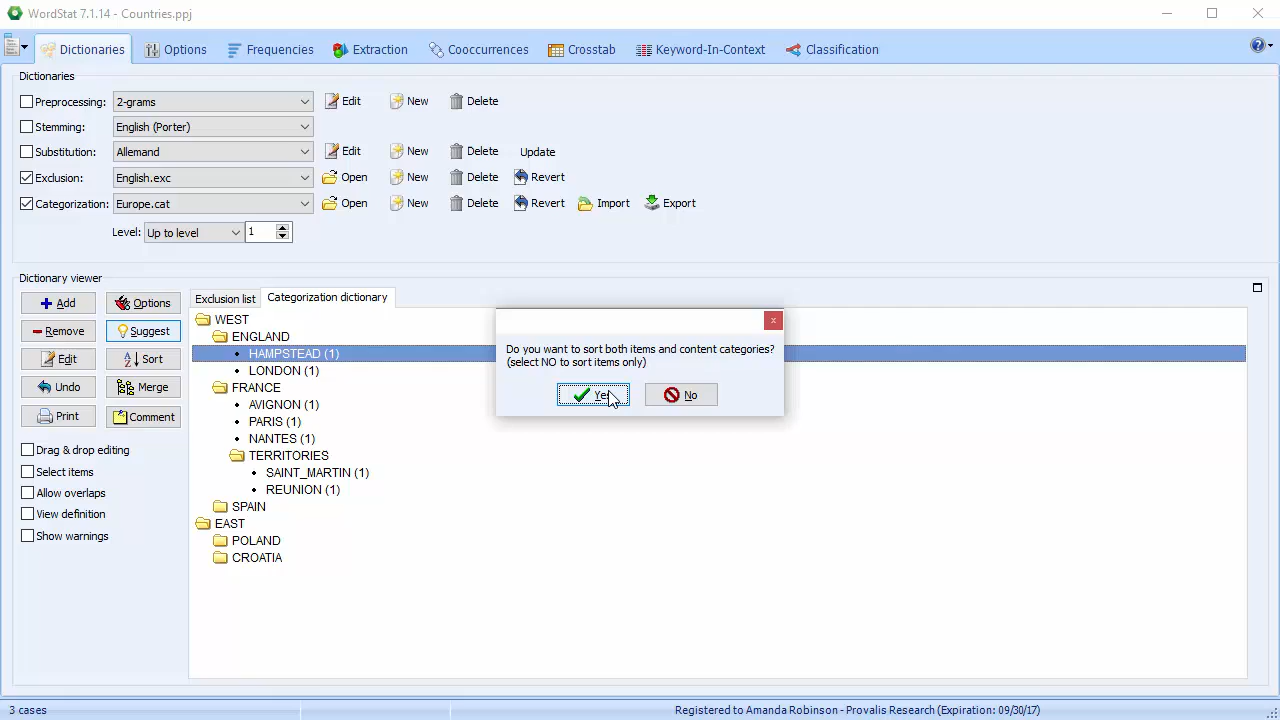 WordStat 7.1.14 - Countries.ppj
Dictionaries Options Frequencies Extraction Cooccurrences Crosstab Keyword-In-Context Classification
Dictionaries
Preprocessing: 2-grams Edit New Delete
Stemming: English (Porter)
Substitution: Allemand Edit New Delete Update
Exclusion: English.exc Open New Delete Revert
Categorization: Europe.cat Open New Delete Revert Import Export
Level: Up to level 1
Dictionary viewer
Add Options
Remove Suggest
Edit Sort
Undo Merge
Print Comment
Drag & drop editing
Select items
Allow overlaps
View definition
Show warnings
Exclusion list Categorization dictionary
WEST
ENGLAND
HAMPSTEAD (1)
LONDON (1)
FRANCE
AVIGNON (1)
PARIS (1)
NANTES (1)
TERRITORIES
SAINT_MARTIN (1)
REUNION (1)
SPAIN
EAST
POLAND
CROATIA
Do you want to sort both items and content categories?
(select NO to sort items only)
Yes No
3 cases Registered to Amanda Robinson - Provalis Research (Expiration: 09/30/17)